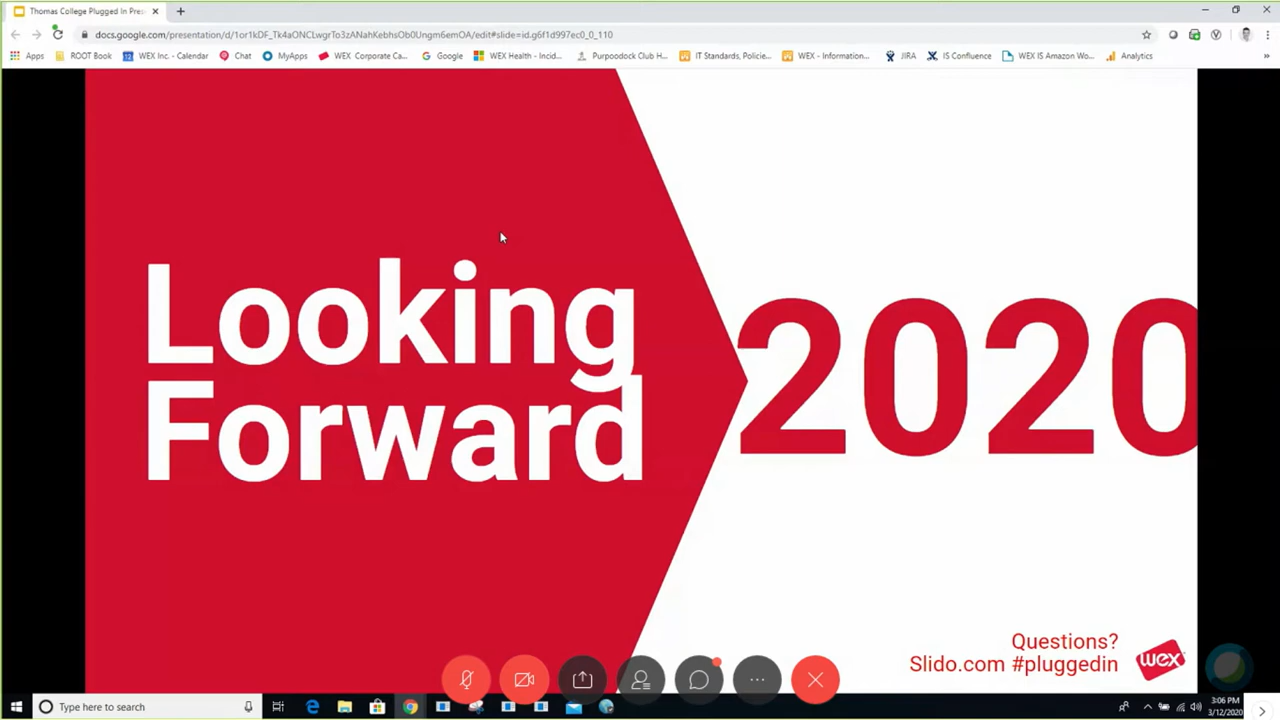 Thomas College Plugged In Pres
docs.google.com/presentation/d/1or1kDF_Tk4aONCLwgrTo3zANahKebhsOb0Ungm6emOA/edit#slide=id.g6f1d997ec0_0_110
Apps
ROOT Book
WEX Inc. - Calendar
Chat
MyApps
WEX Corporate Ca...
Google
WEX Health - Incid...
Purpoodock Club H...
IT Standards, Policie...
WEX - Information...
JIRA
IS Confluence
WEX IS Amazon Wo...
Analytics
Looking
Forward
2020
Questions?
Slido.com #pluggedin
wex
Type here to search
3:06 PM
3/12/2020